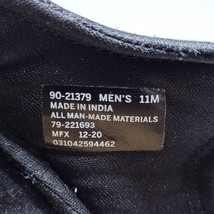 90-21379 MEN'S 11M
MADE IN INDIA
ALL MAN-MADE MATERIALS
79-221693
MFX 12-20
031042594462